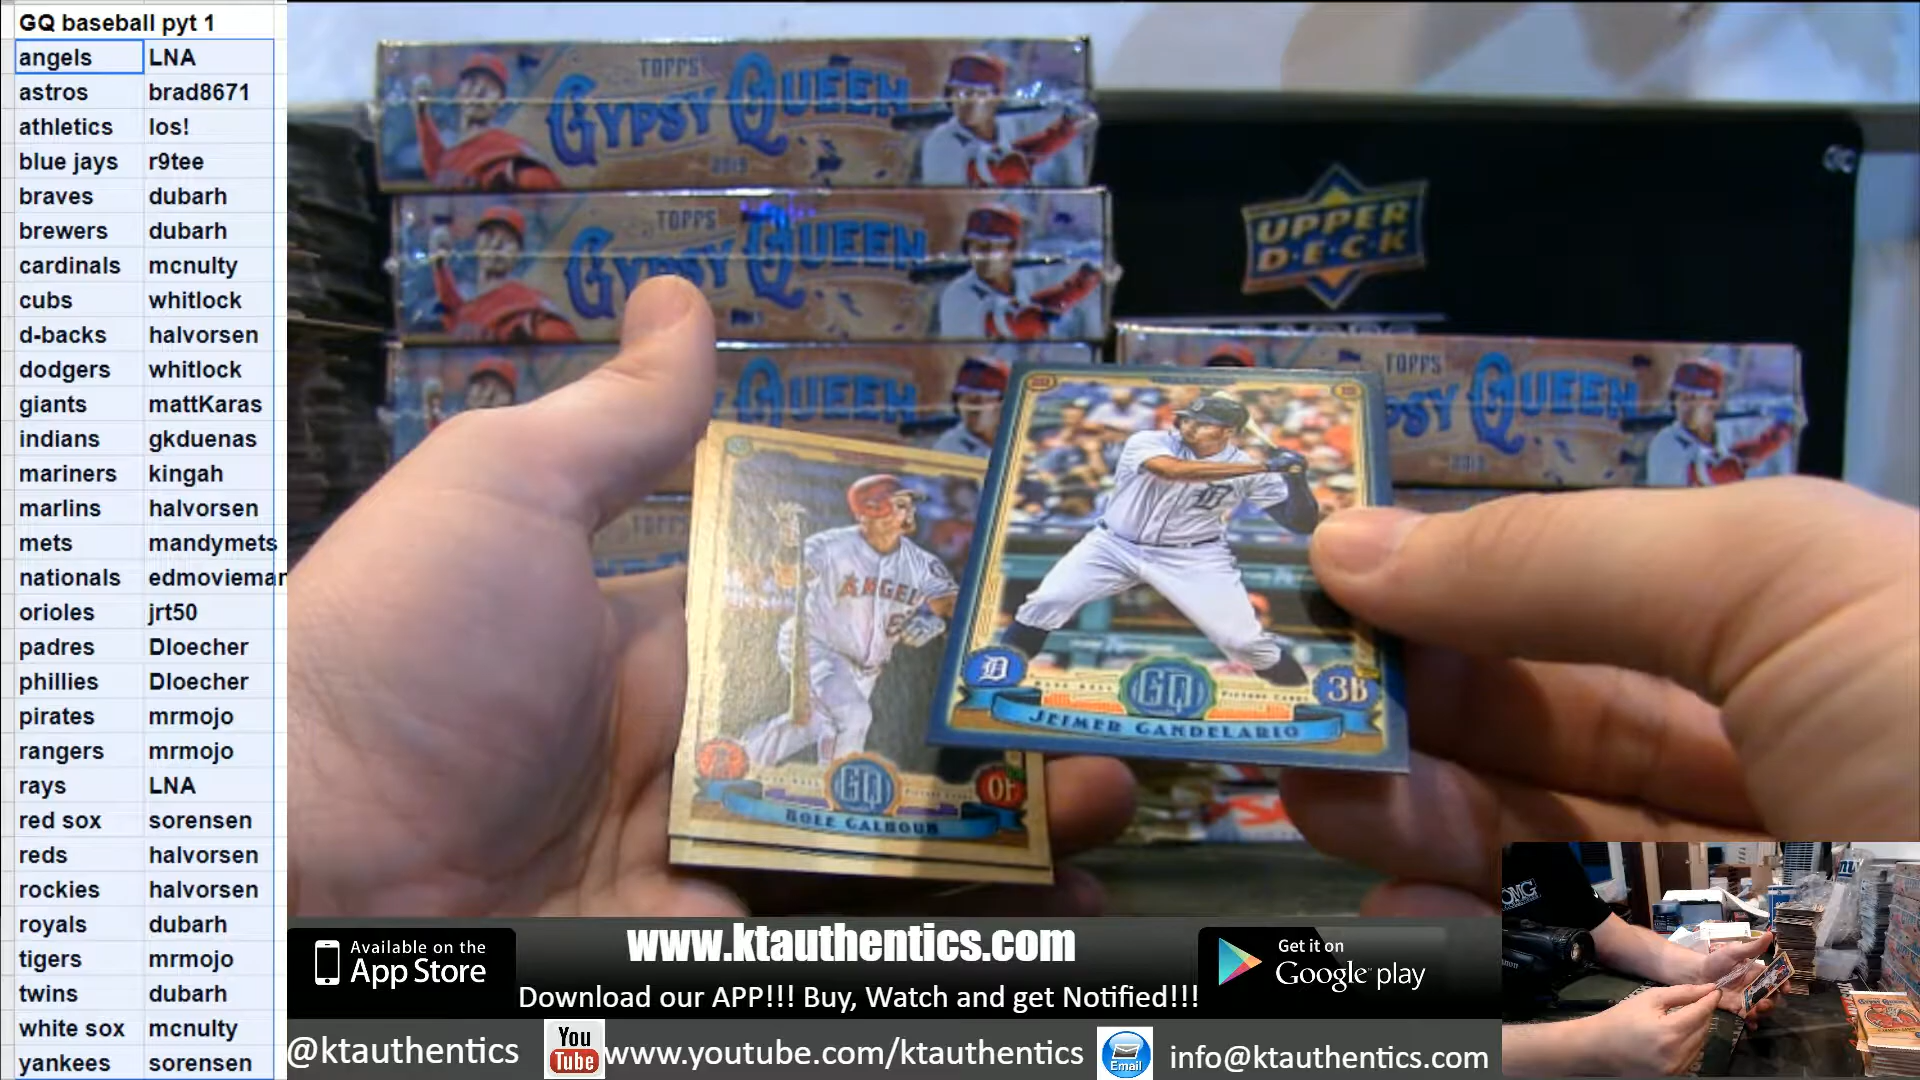 GQ baseball pyt 1
angels LNA
astros brad8671
athletics los!
blue jays r9tee
braves dubarh
brewers dubarh
cardinals mcnulty
cubs whitlock
d-backs halvorsen
dodgers whitlock
giants mattKaras
indians gkduenas
mariners kingah
marlins halvorsen
mets mandymets
nationals edmovieman
orioles jrt50
padres Dloecher
phillies Dloecher
pirates mrmojo
rangers mrmojo
rays LNA
red sox sorensen
reds halvorsen
rockies halvorsen
royals dubarh
tigers mrmojo
twins dubarh
white sox mcnulty
yankees sorensen
TOPPS
GYPSY QUEEN
TOPPS
GYPSY QUEEN
UPPER
D·E·C·K
TOPPS
QUEEN
ANGEL
GQ
OF
KOLE CALHOUN
D
GQ
3B
JEIMER CANDELARIO
Available on the
App Store
www.ktauthentics.com
Download our APP!!! Buy, Watch and get Notified!!!
Get it on
Google play
@ktauthentics
You
Tube
www.youtube.com/ktauthentics
Email
info@ktauthentics.com